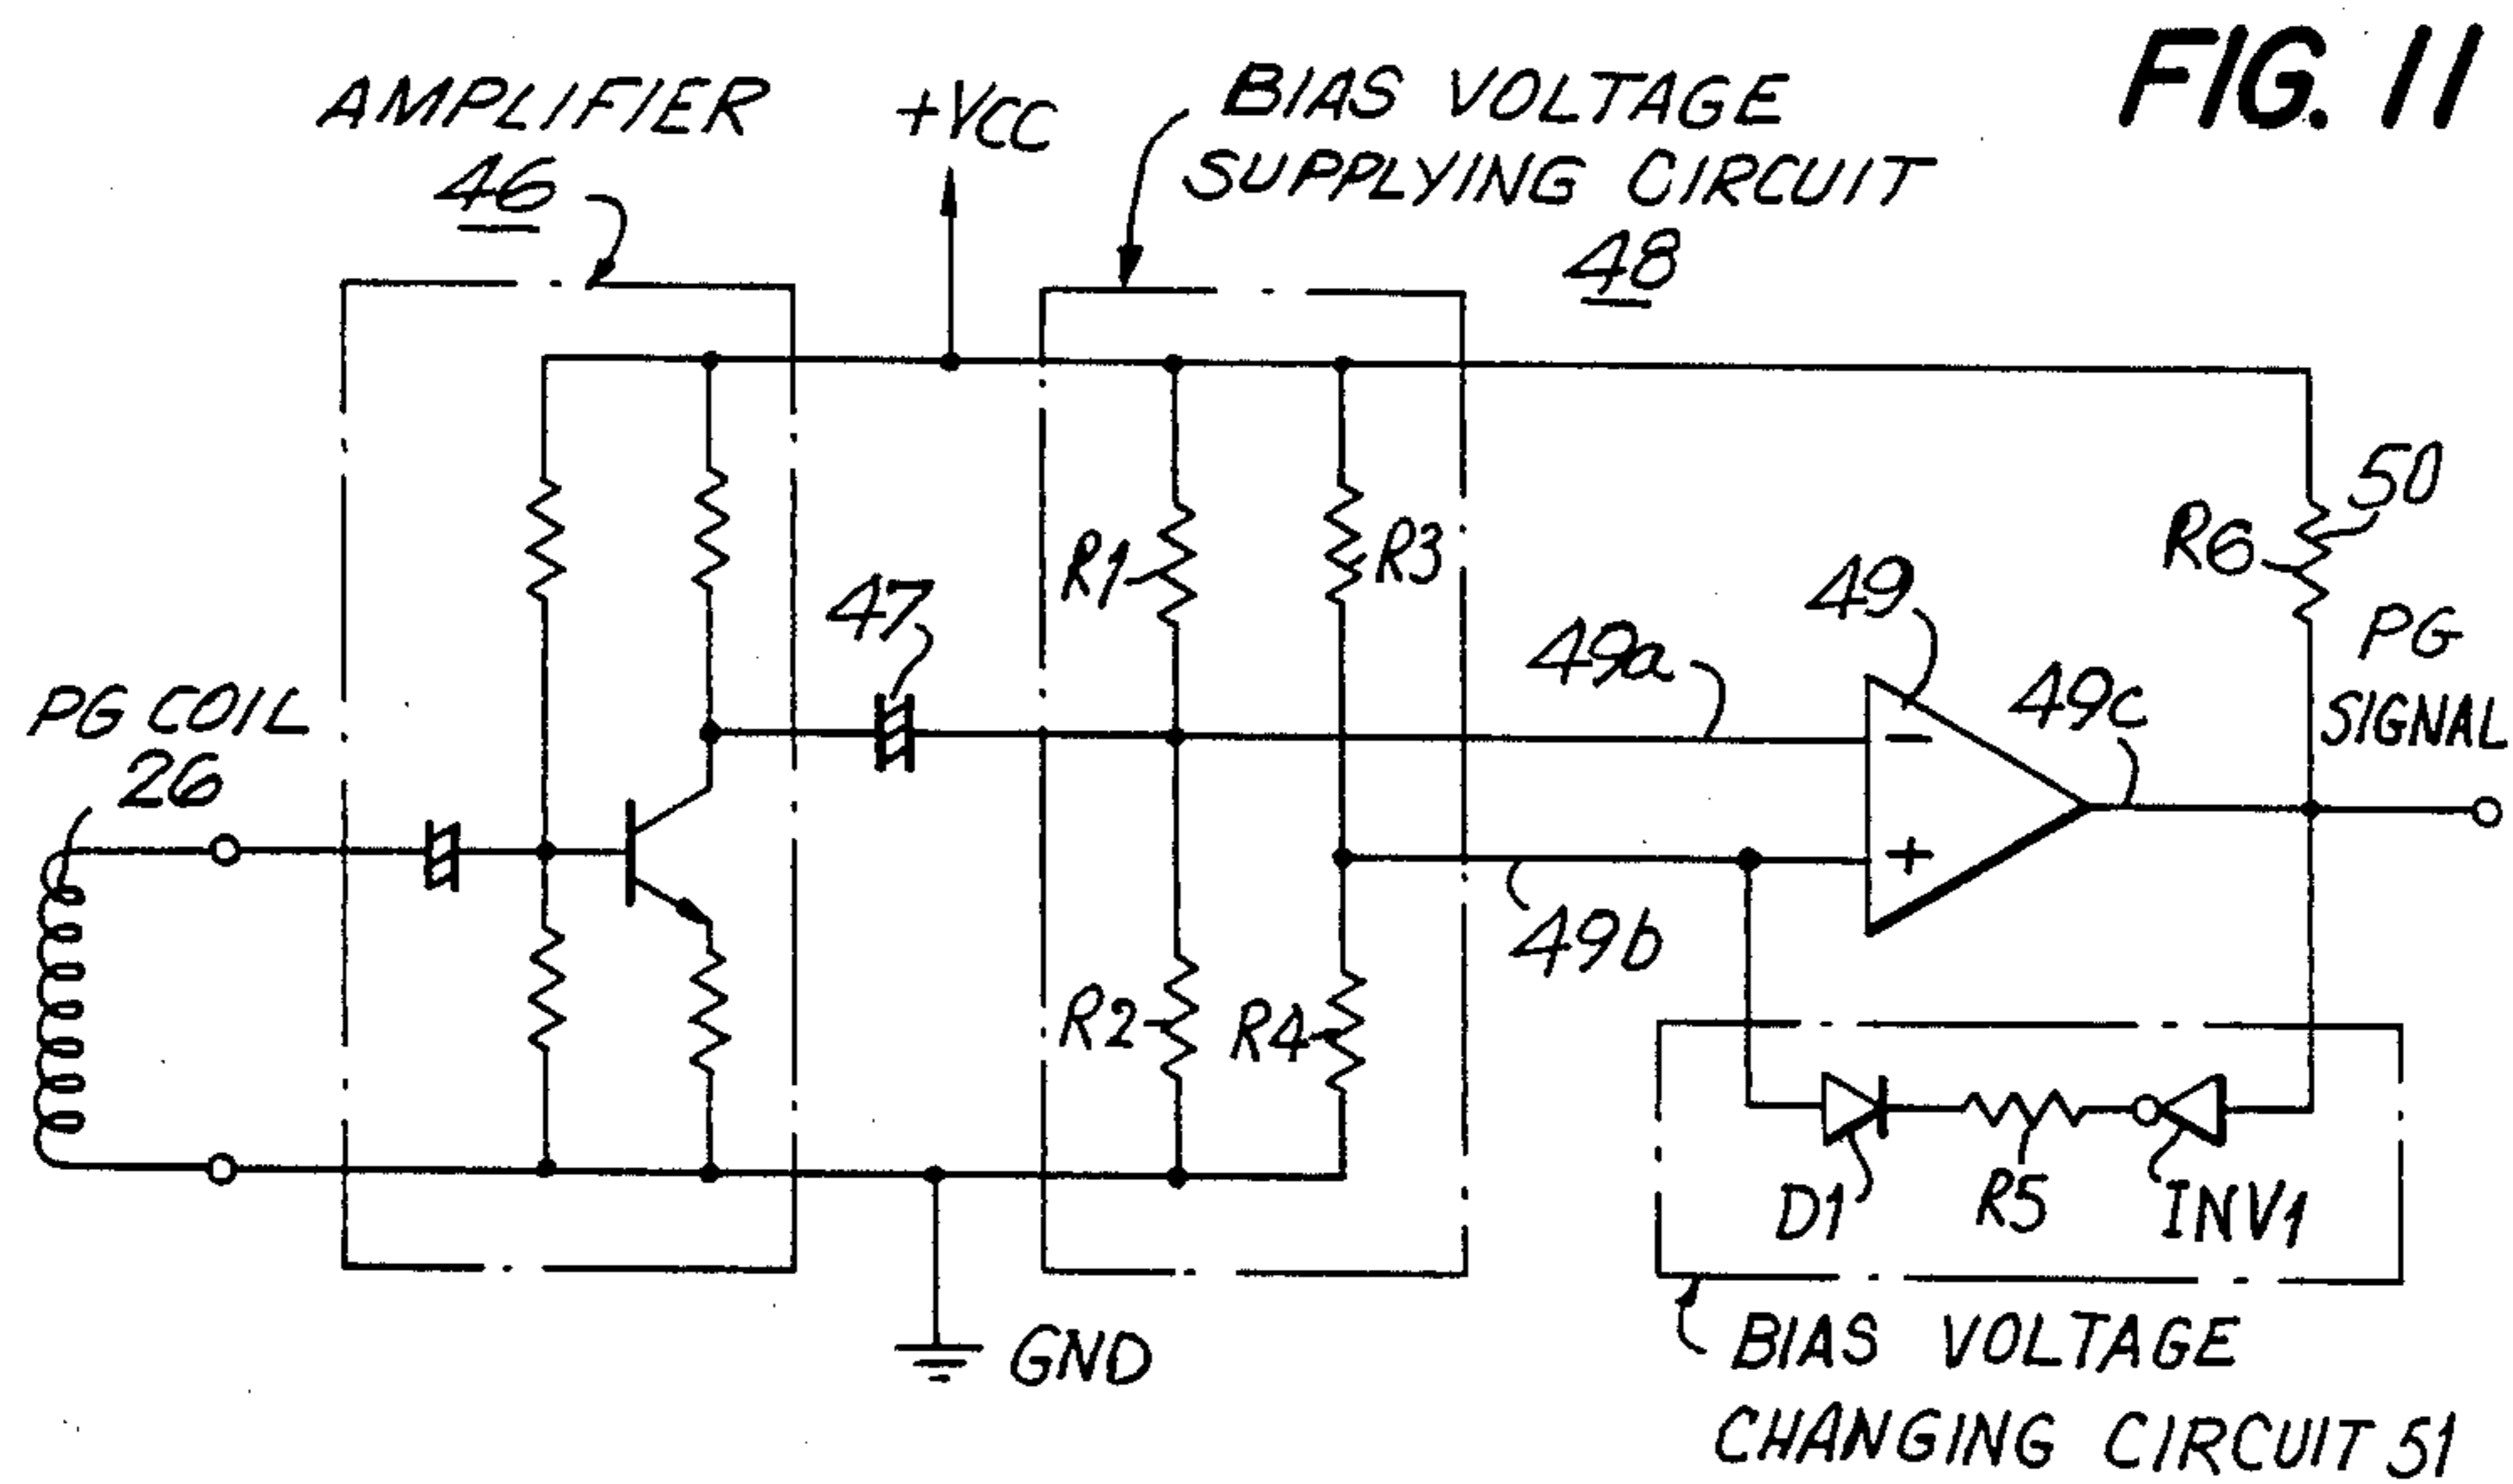 FIG. 11
AMPLIFIER
46
+VCC
BIAS VOLTAGE
SUPPLYING CIRCUIT
48
50
R6
R1
R3
47
49
49a
49c
PG
SIGNAL
PG COIL
26
49b
+
−
R2
R4
D1
R5
INV1
GND
BIAS VOLTAGE
CHANGING CIRCUIT 51